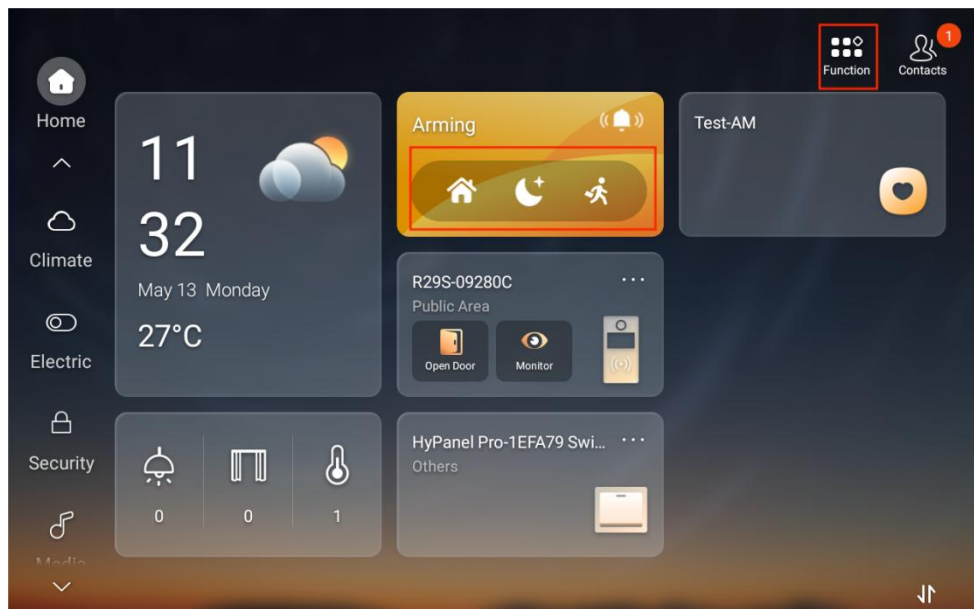 Function
Contacts
1
Home
Climate
Electric
Security
Media
11
32
May 13 Monday
27°C
0
0
1
Arming
R29S-09280C
Public Area
Open Door
Monitor
HyPanel Pro-1EFA79 Swi...
Others
Test-AM